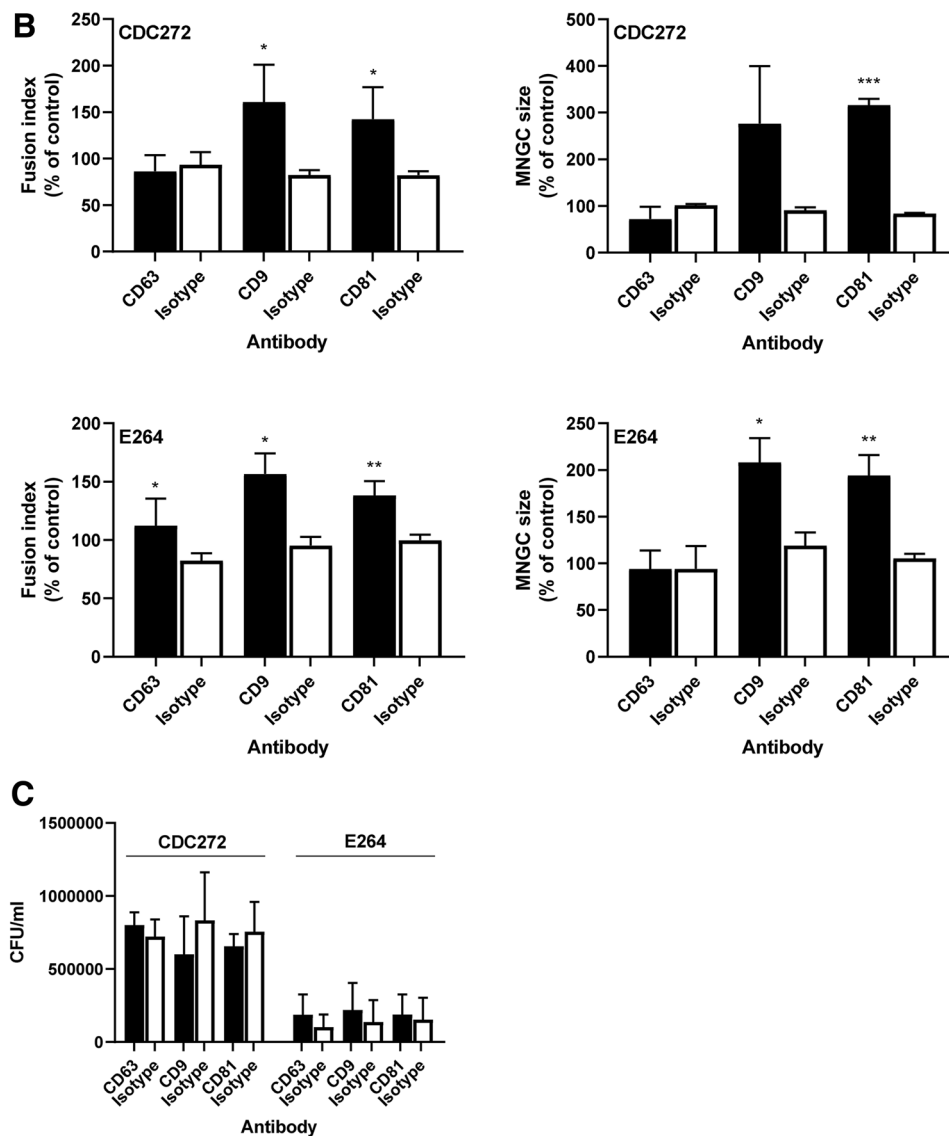 B
CDC272
Fusion index
(% of control)
250
200
150
100
50
0
*
*
CD63
Isotype
CD9
Isotype
CD81
Isotype
Antibody
CDC272
MNGC size
(% of control)
500
400
300
200
100
0
***
CD63
Isotype
CD9
Isotype
CD81
Isotype
Antibody
E264
Fusion index
(% of control)
200
150
100
50
0
*
*
**
CD63
Isotype
CD9
Isotype
CD81
Isotype
Antibody
E264
MNGC size
(% of control)
250
200
150
100
50
0
*
**
CD63
Isotype
CD9
Isotype
CD81
Isotype
Antibody
C
CDC272
E264
CFU/ml
1500000
1000000
500000
0
CD63
Isotype
CD9
Isotype
CD81
Isotype
CD63
Isotype
CD9
Isotype
CD81
Isotype
Antibody